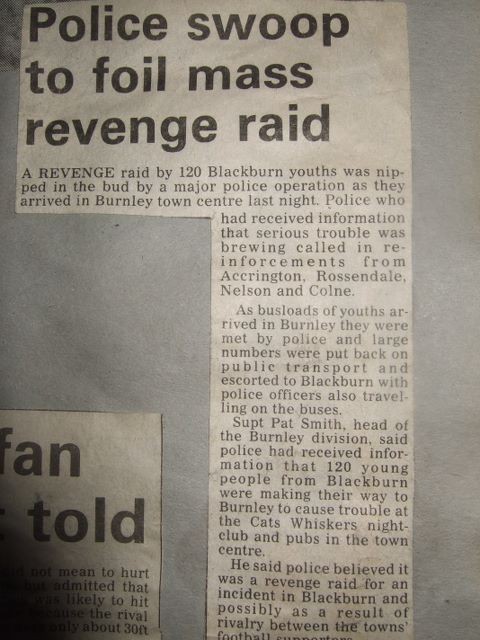 Police swoop
to foil mass
revenge raid
A REVENGE raid by 120 Blackburn youths was nip-
ped in the bud by a major police operation as they
arrived in Burnley town centre last night. Police who
had received information
that serious trouble was
brewing called in re-
inforcements from
Accrington, Rossendale,
Nelson and Colne.
As busloads of youths ar-
rived in Burnley they were
met by police and large
numbers were put back on
public transport and
escorted to Blackburn with
police officers also travel-
ling on the buses.
Supt Pat Smith, head of
the Burnley division, said
police had received infor-
mation that 120 young
people from Blackburn
were making their way to
Burnley to cause trouble at
the Cats Whiskers night-
club and pubs in the town
centre.
He said police believed it
was a revenge raid for an
incident in Blackburn and
possibly as a result of
rivalry between the towns'
football supporters.
fan
told
not mean to hurt
but admitted that
was likely to hit
because the rival
only about 30ft